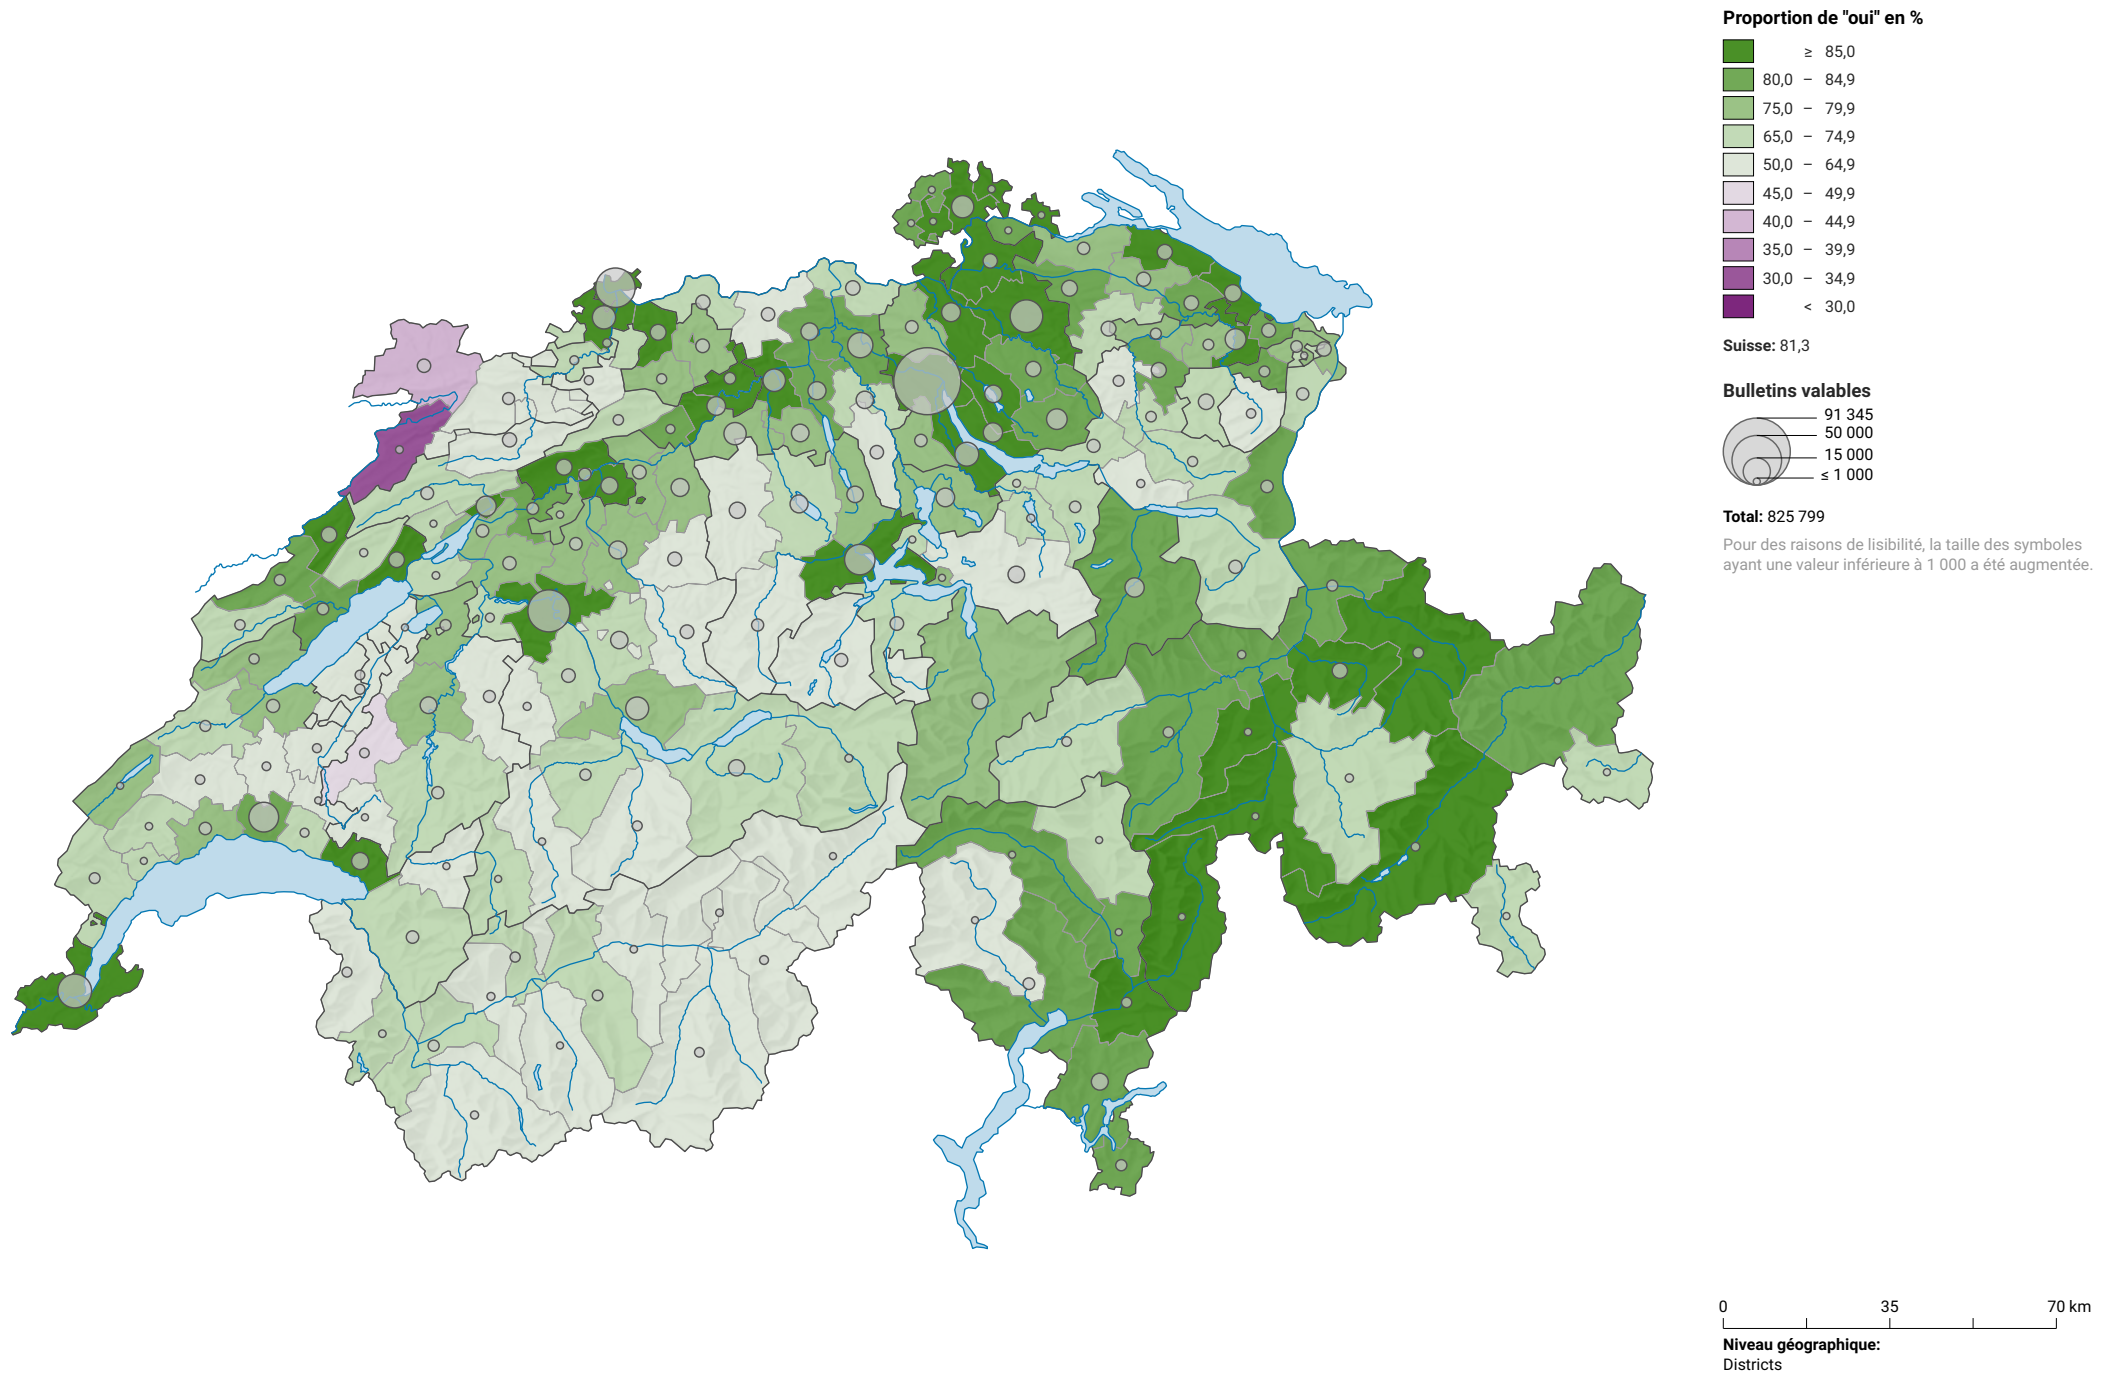 Proportion de "oui" en %
≥ 85,0
80,0 – 84,9
75,0 – 79,9
65,0 – 74,9
50,0 – 64,9
45,0 – 49,9
40,0 – 44,9
35,0 – 39,9
30,0 – 34,9
< 30,0
Suisse: 81,3
Bulletins valables
91 345
50 000
15 000
≤ 1 000
Total: 825 799
Pour des raisons de lisibilité, la taille des symboles
ayant une valeur inférieure à 1 000 a été augmentée.
0 35 70 km
Niveau géographique:
Districts